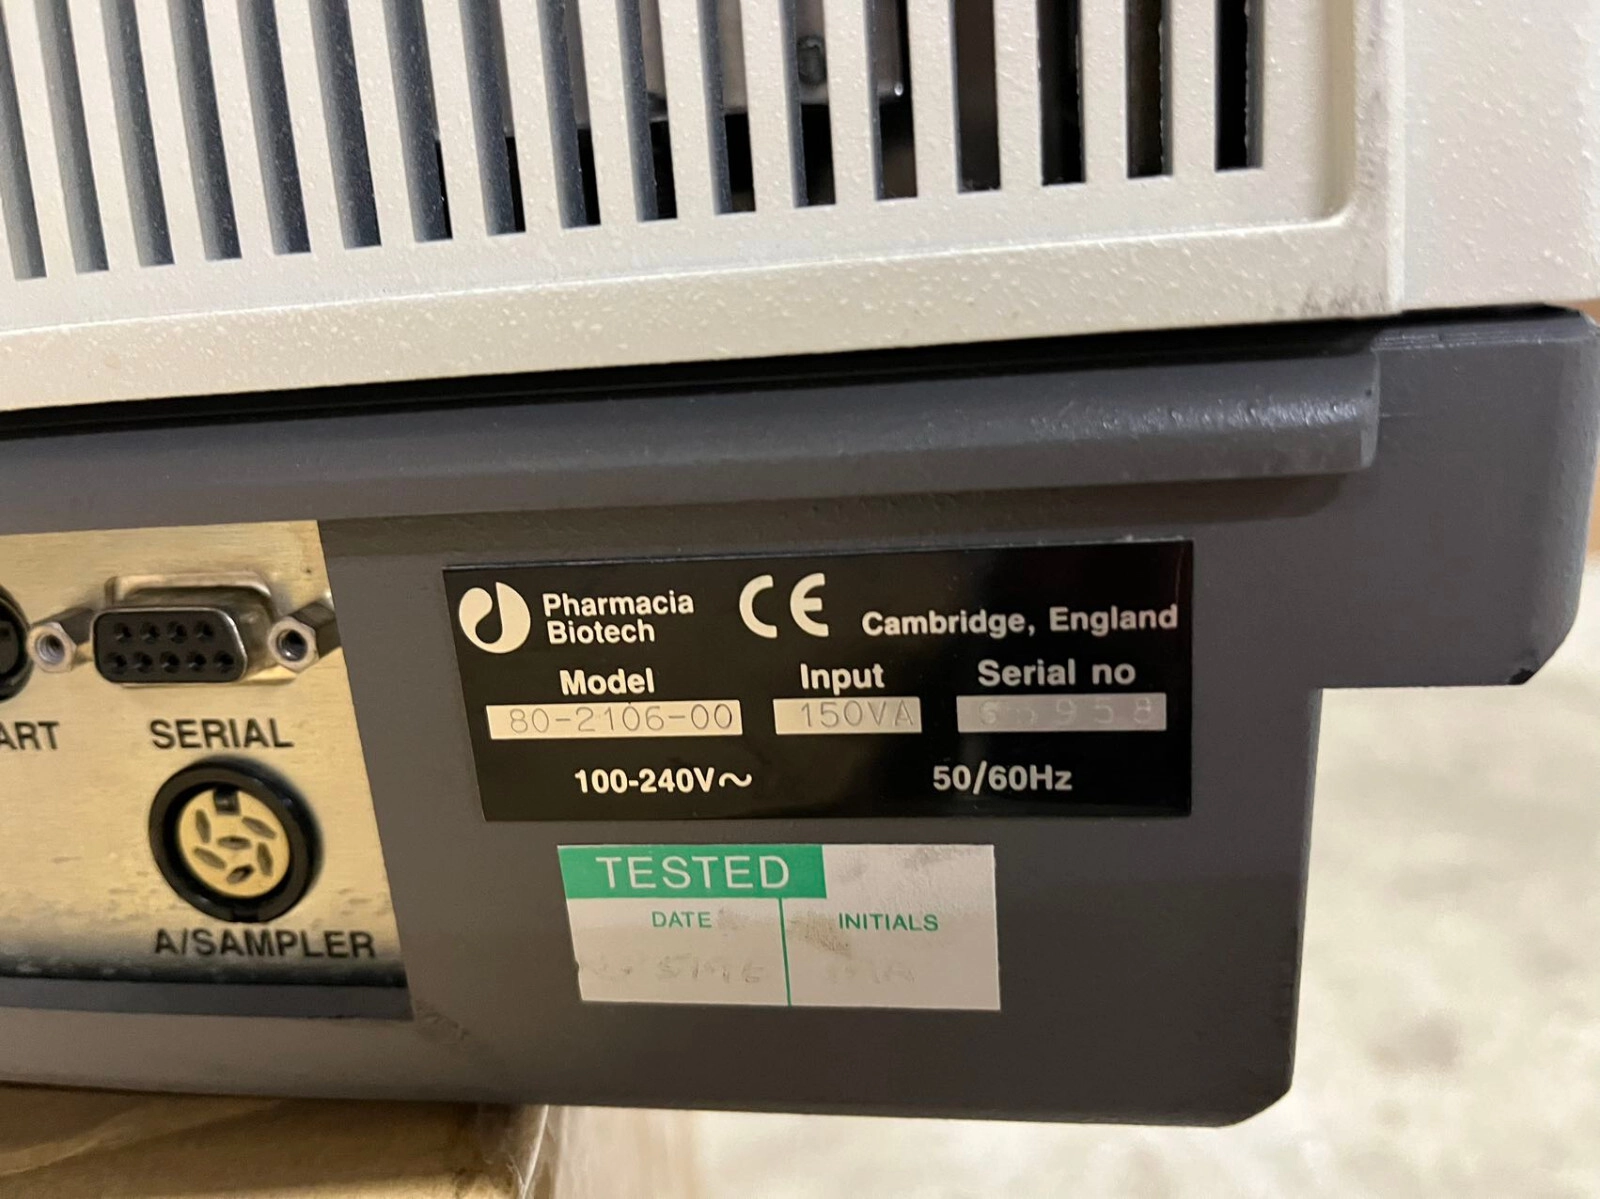 Pharmacia
Biotech
CE
Cambridge, England
Model
Input
Serial no
80-2106-00
150VA
100-240V~
50/60Hz
ART
SERIAL
A/SAMPLER
TESTED
DATE
INITIALS